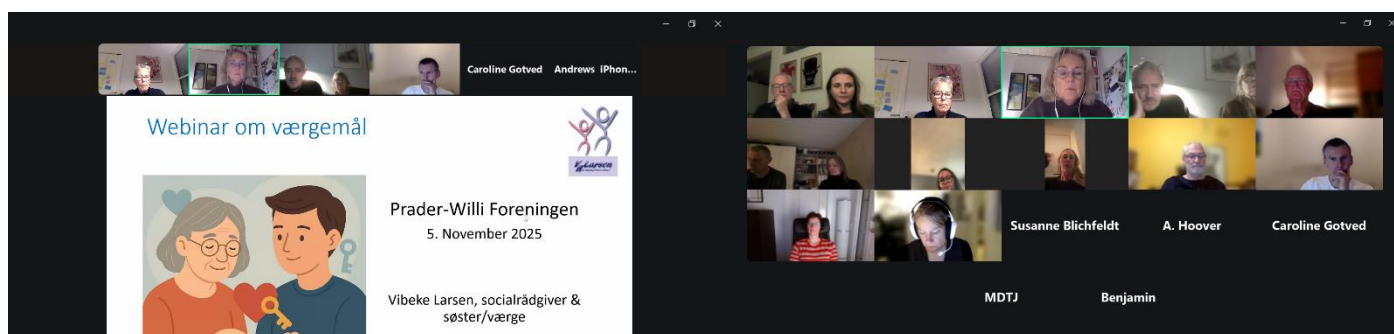 Caroline Gotved
Andrews iPhon...
Webinar om værgemål
VLarsen
Prader-Willi Foreningen
5. November 2025
Vibeke Larsen, socialrådgiver &
søster/værge
Susanne Blichfeldt
A. Hoover
Caroline Gotved
MDTJ
Benjamin